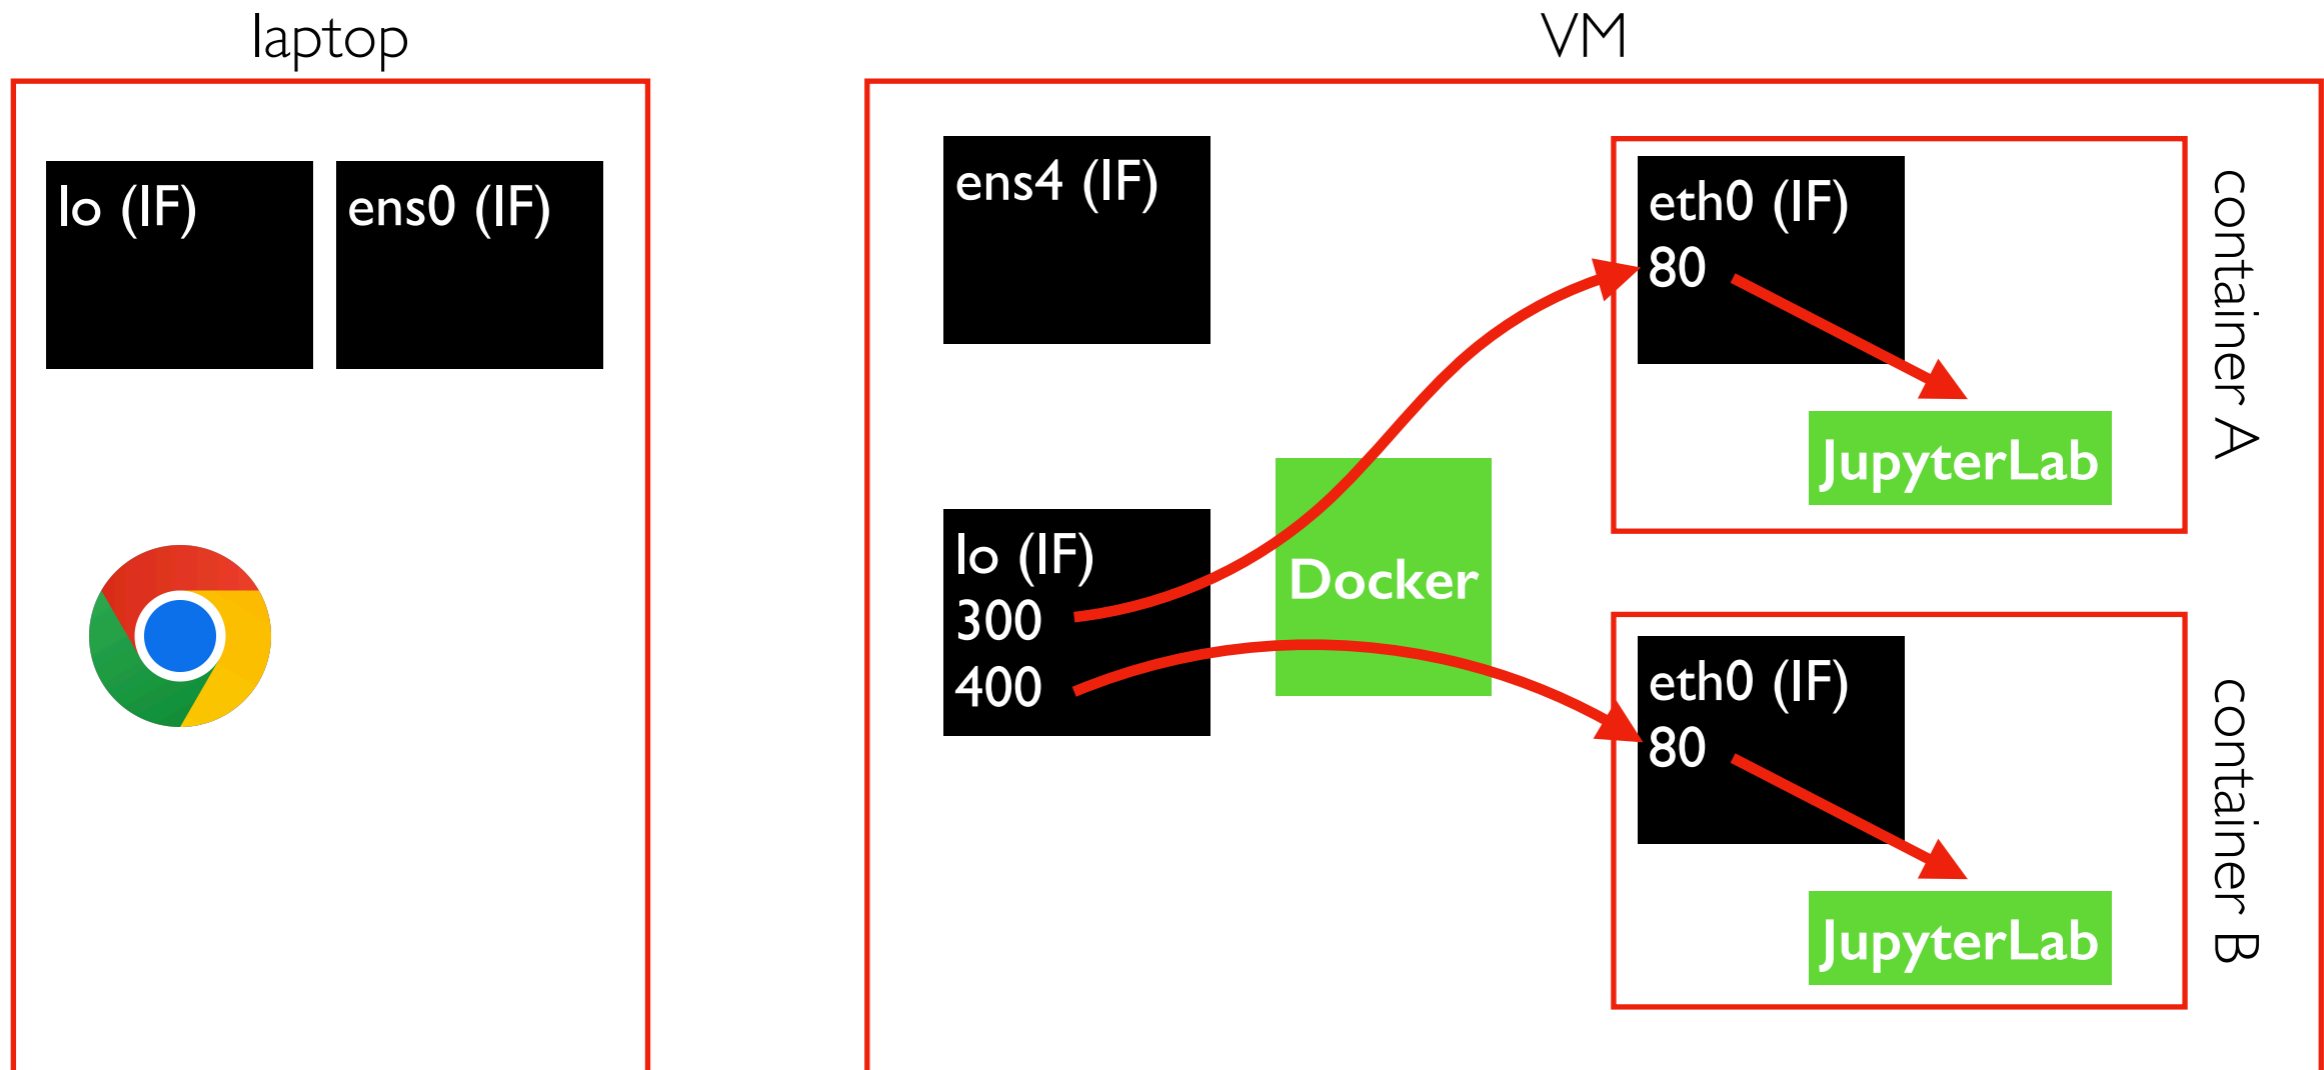 laptop
lo (IF)
ens0 (IF)
VM
ens4 (IF)
lo (IF)
300
400
Docker
eth0 (IF)
80
JupyterLab
container A
eth0 (IF)
80
JupyterLab
container B